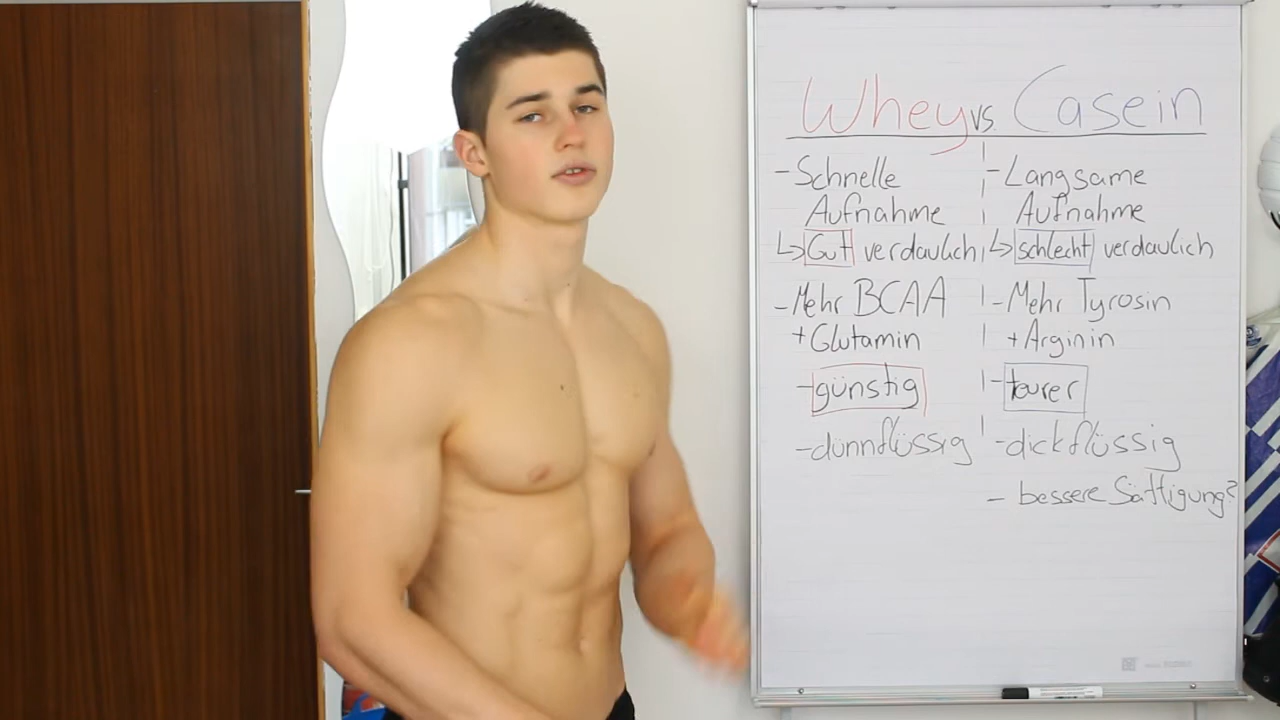 Whey vs. Casein
- Schnelle
Aufnahme
↳ Gut verdaulich
- Mehr BCAA
+ Glutamin
- günstig
- dünnflüssig
- Langsame
Aufnahme
↳ schlecht verdaulich
- Mehr Tyrosin
+ Arginin
- teurer
- dickflüssig
- bessere Sättigung?